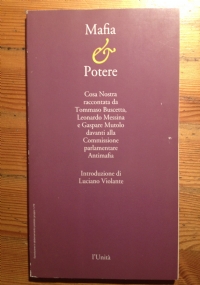 Mafia
&
Potere
Cosa Nostra
raccontata da
Tommaso Buscetta,
Leonardo Messina
e Gaspare Mutolo
davanti alla
Commissione
parlamentare
Antimafia
Introduzione di
Luciano Violante
l'Unità